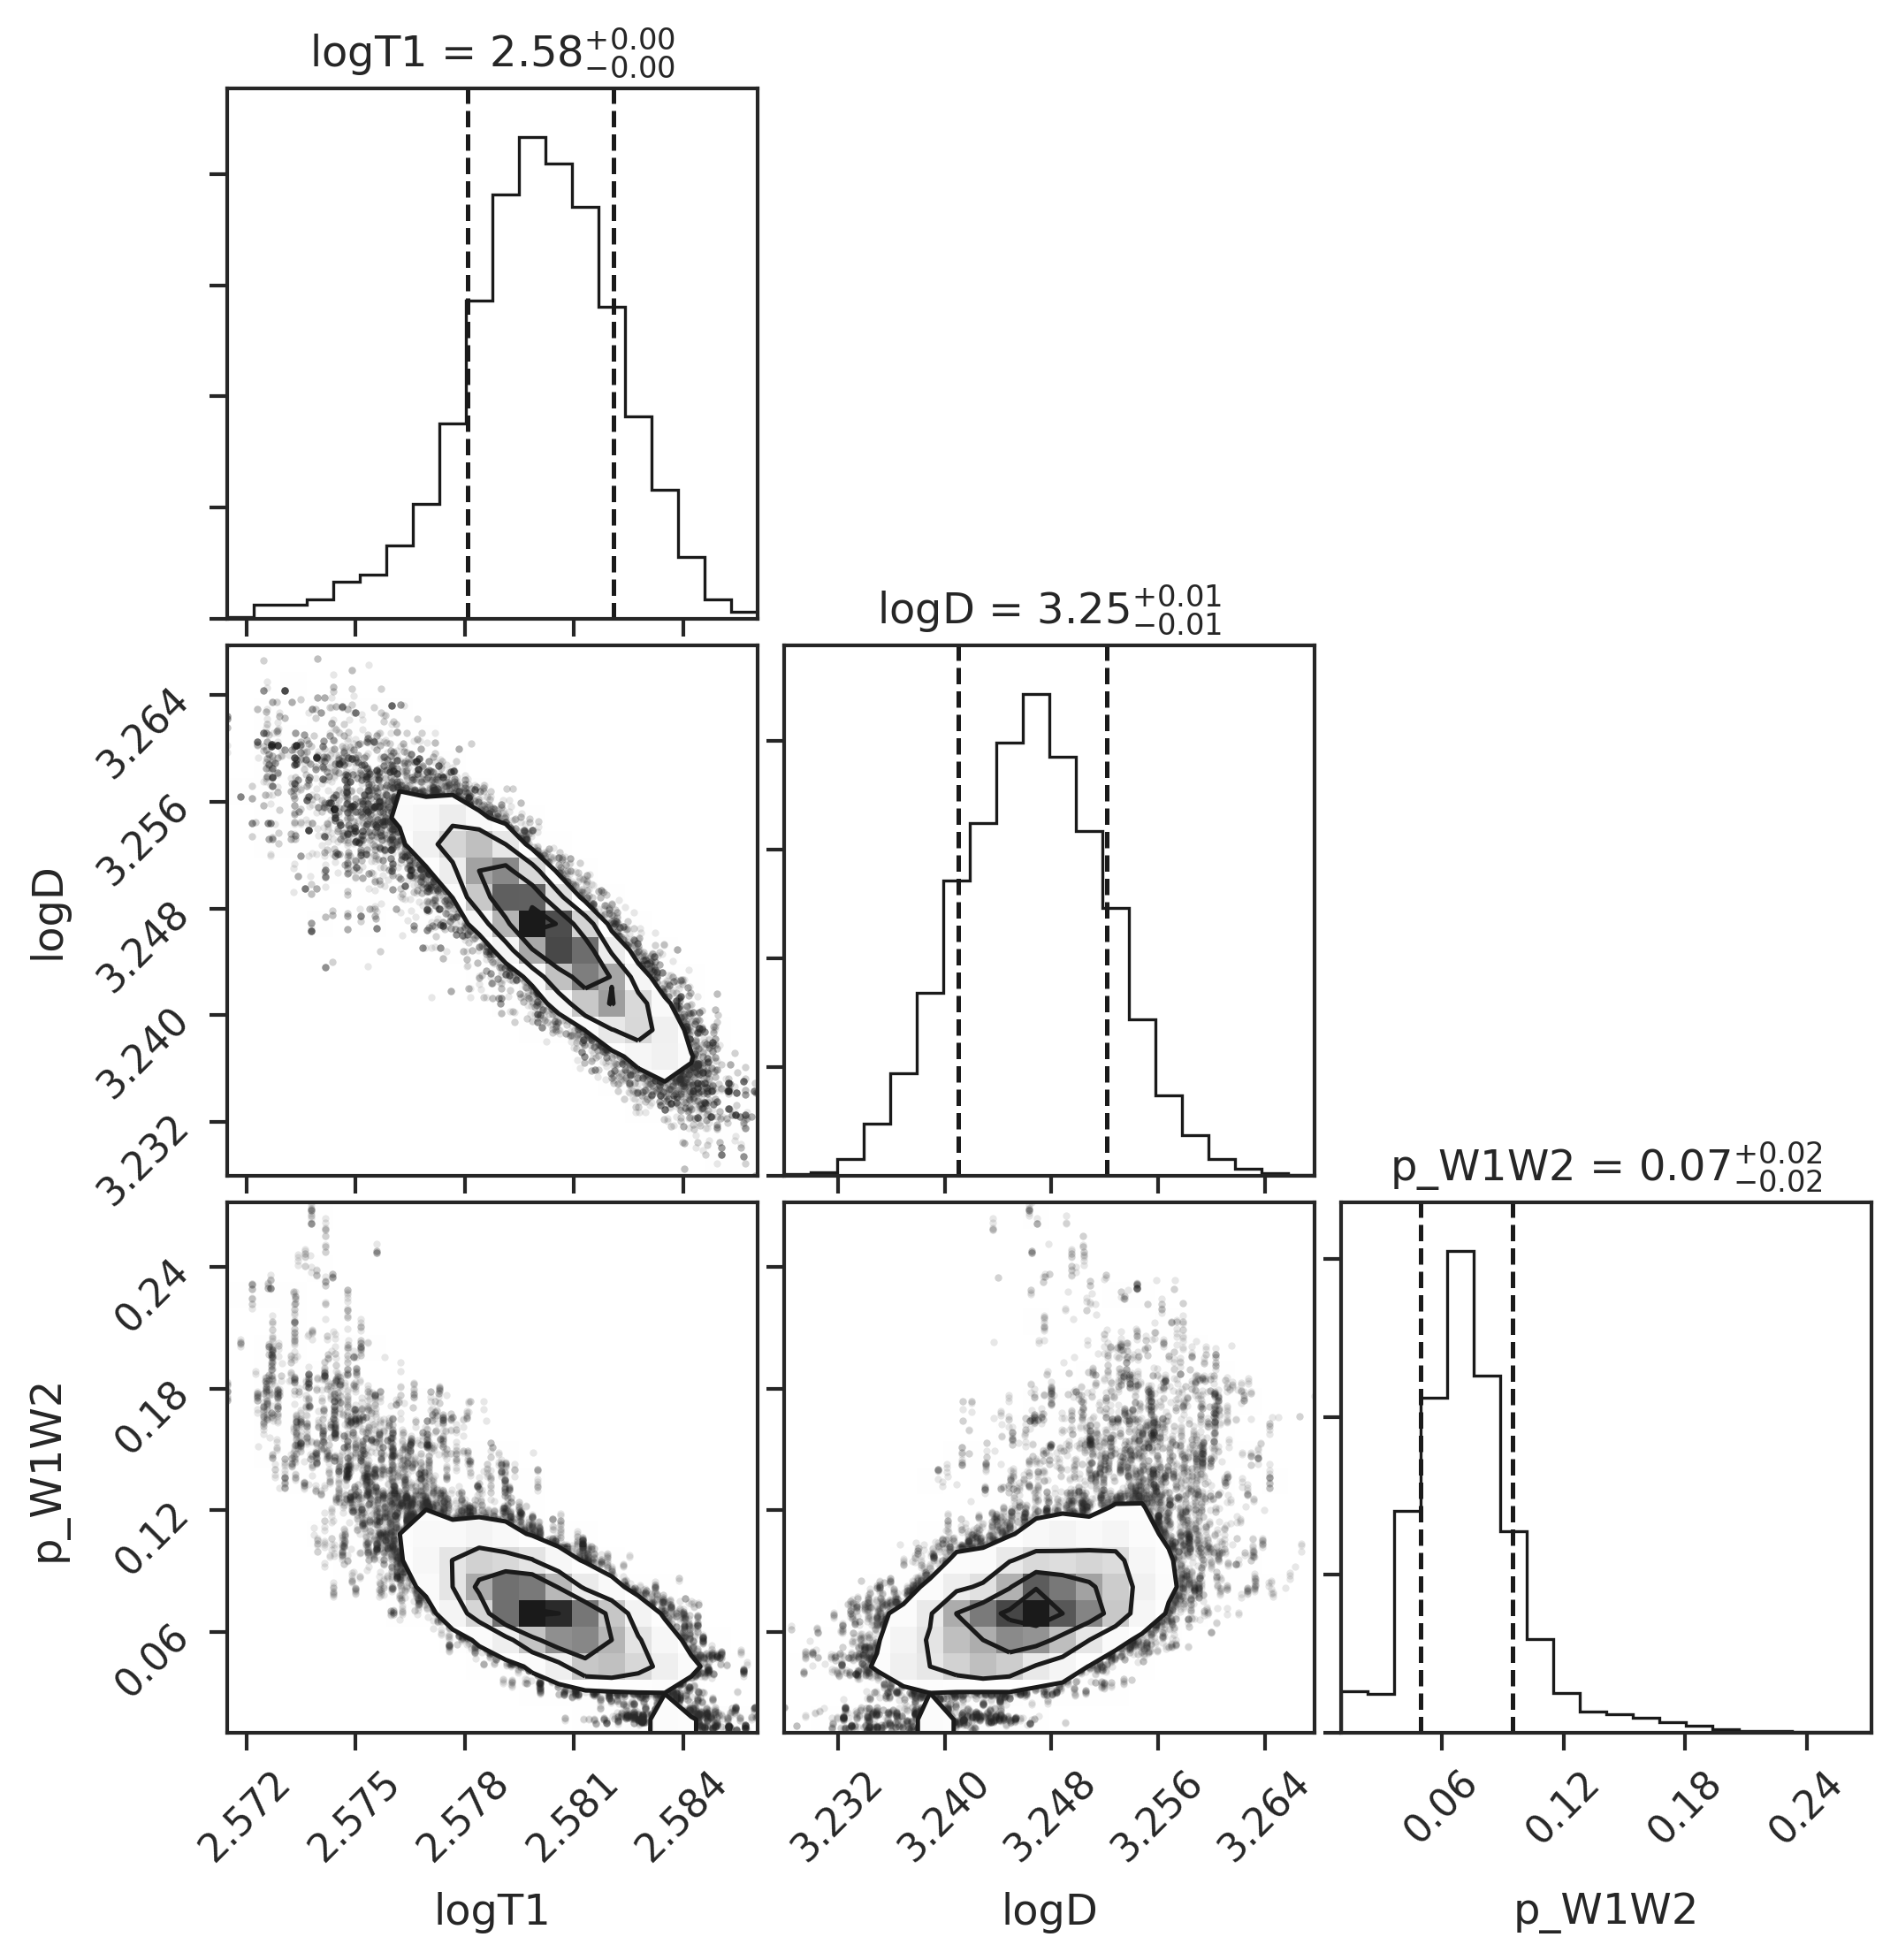 logT1 = 2.58+0.00−0.00
logD = 3.25+0.01−0.01
3.264
3.256
3.248
3.240
3.232
logD
p_W1W2 = 0.07+0.02−0.02
0.24
0.18
0.12
0.06
p_W1W2
2.572 2.575 2.578 2.581 2.584 3.232 3.240 3.248 3.256 3.264 0.06 0.12 0.18 0.24
logT1 logD p_W1W2